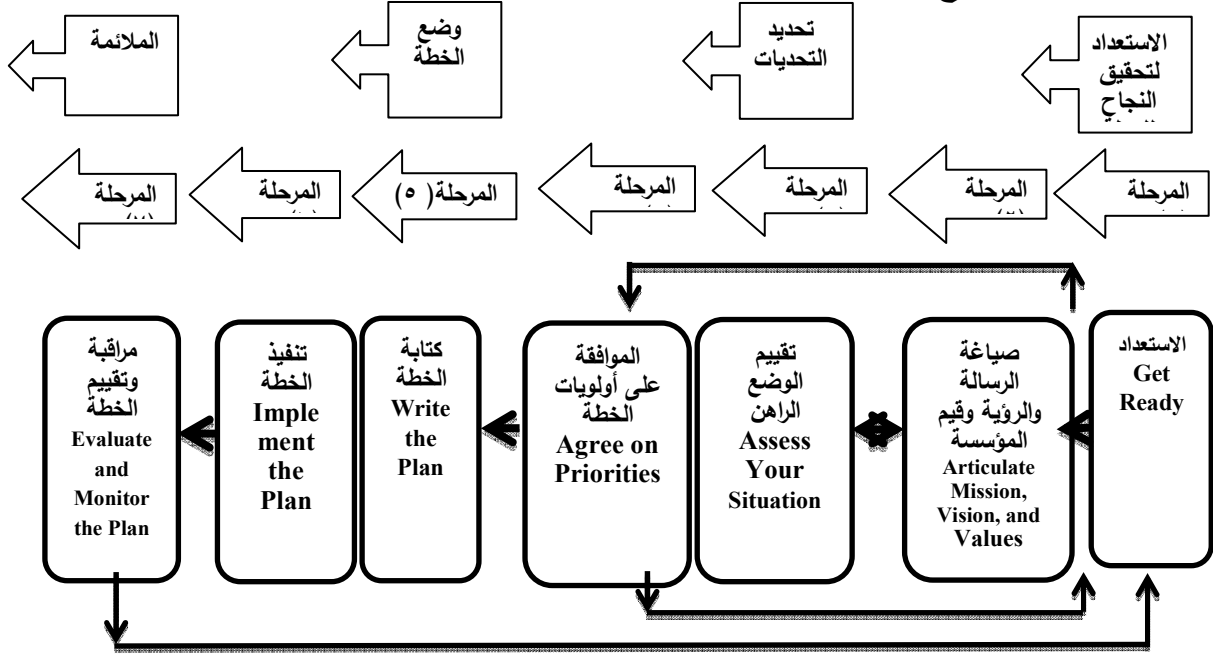 الاستعداد
لتحقيق
النجاح
تحديد
التحديات
وضع
الخطة
الملائمة
المرحلة
المرحلة
المرحلة
المرحلة
المرحلة( ٥ )
المرحلة
المرحلة
الاستعداد
Get
Ready
صياغة
الرسالة
والرؤية وقيم
المؤسسة
Articulate
Mission,
Vision, and
Values
تقييم
الوضع
الراهن
Assess
Your
Situation
الموافقة
على أولويات
الخطة
Agree on
Priorities
كتابة
الخطة
Write
the
Plan
تنفيذ
الخطة
Imple
ment
the
Plan
مراقبة
وتقييم
الخطة
Evaluate
and
Monitor
the Plan